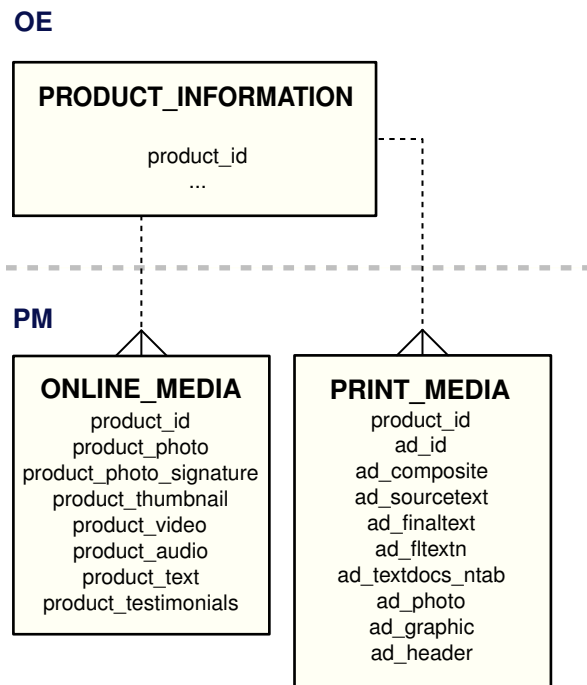 OE
PRODUCT_INFORMATION
product_id
...
PM
ONLINE_MEDIA
product_id
product_photo
product_photo_signature
product_thumbnail
product_video
product_audio
product_text
product_testimonials
PRINT_MEDIA
product_id
ad_id
ad_composite
ad_sourcetext
ad_finaltext
ad_fltextn
ad_textdocs_ntab
ad_photo
ad_graphic
ad_header